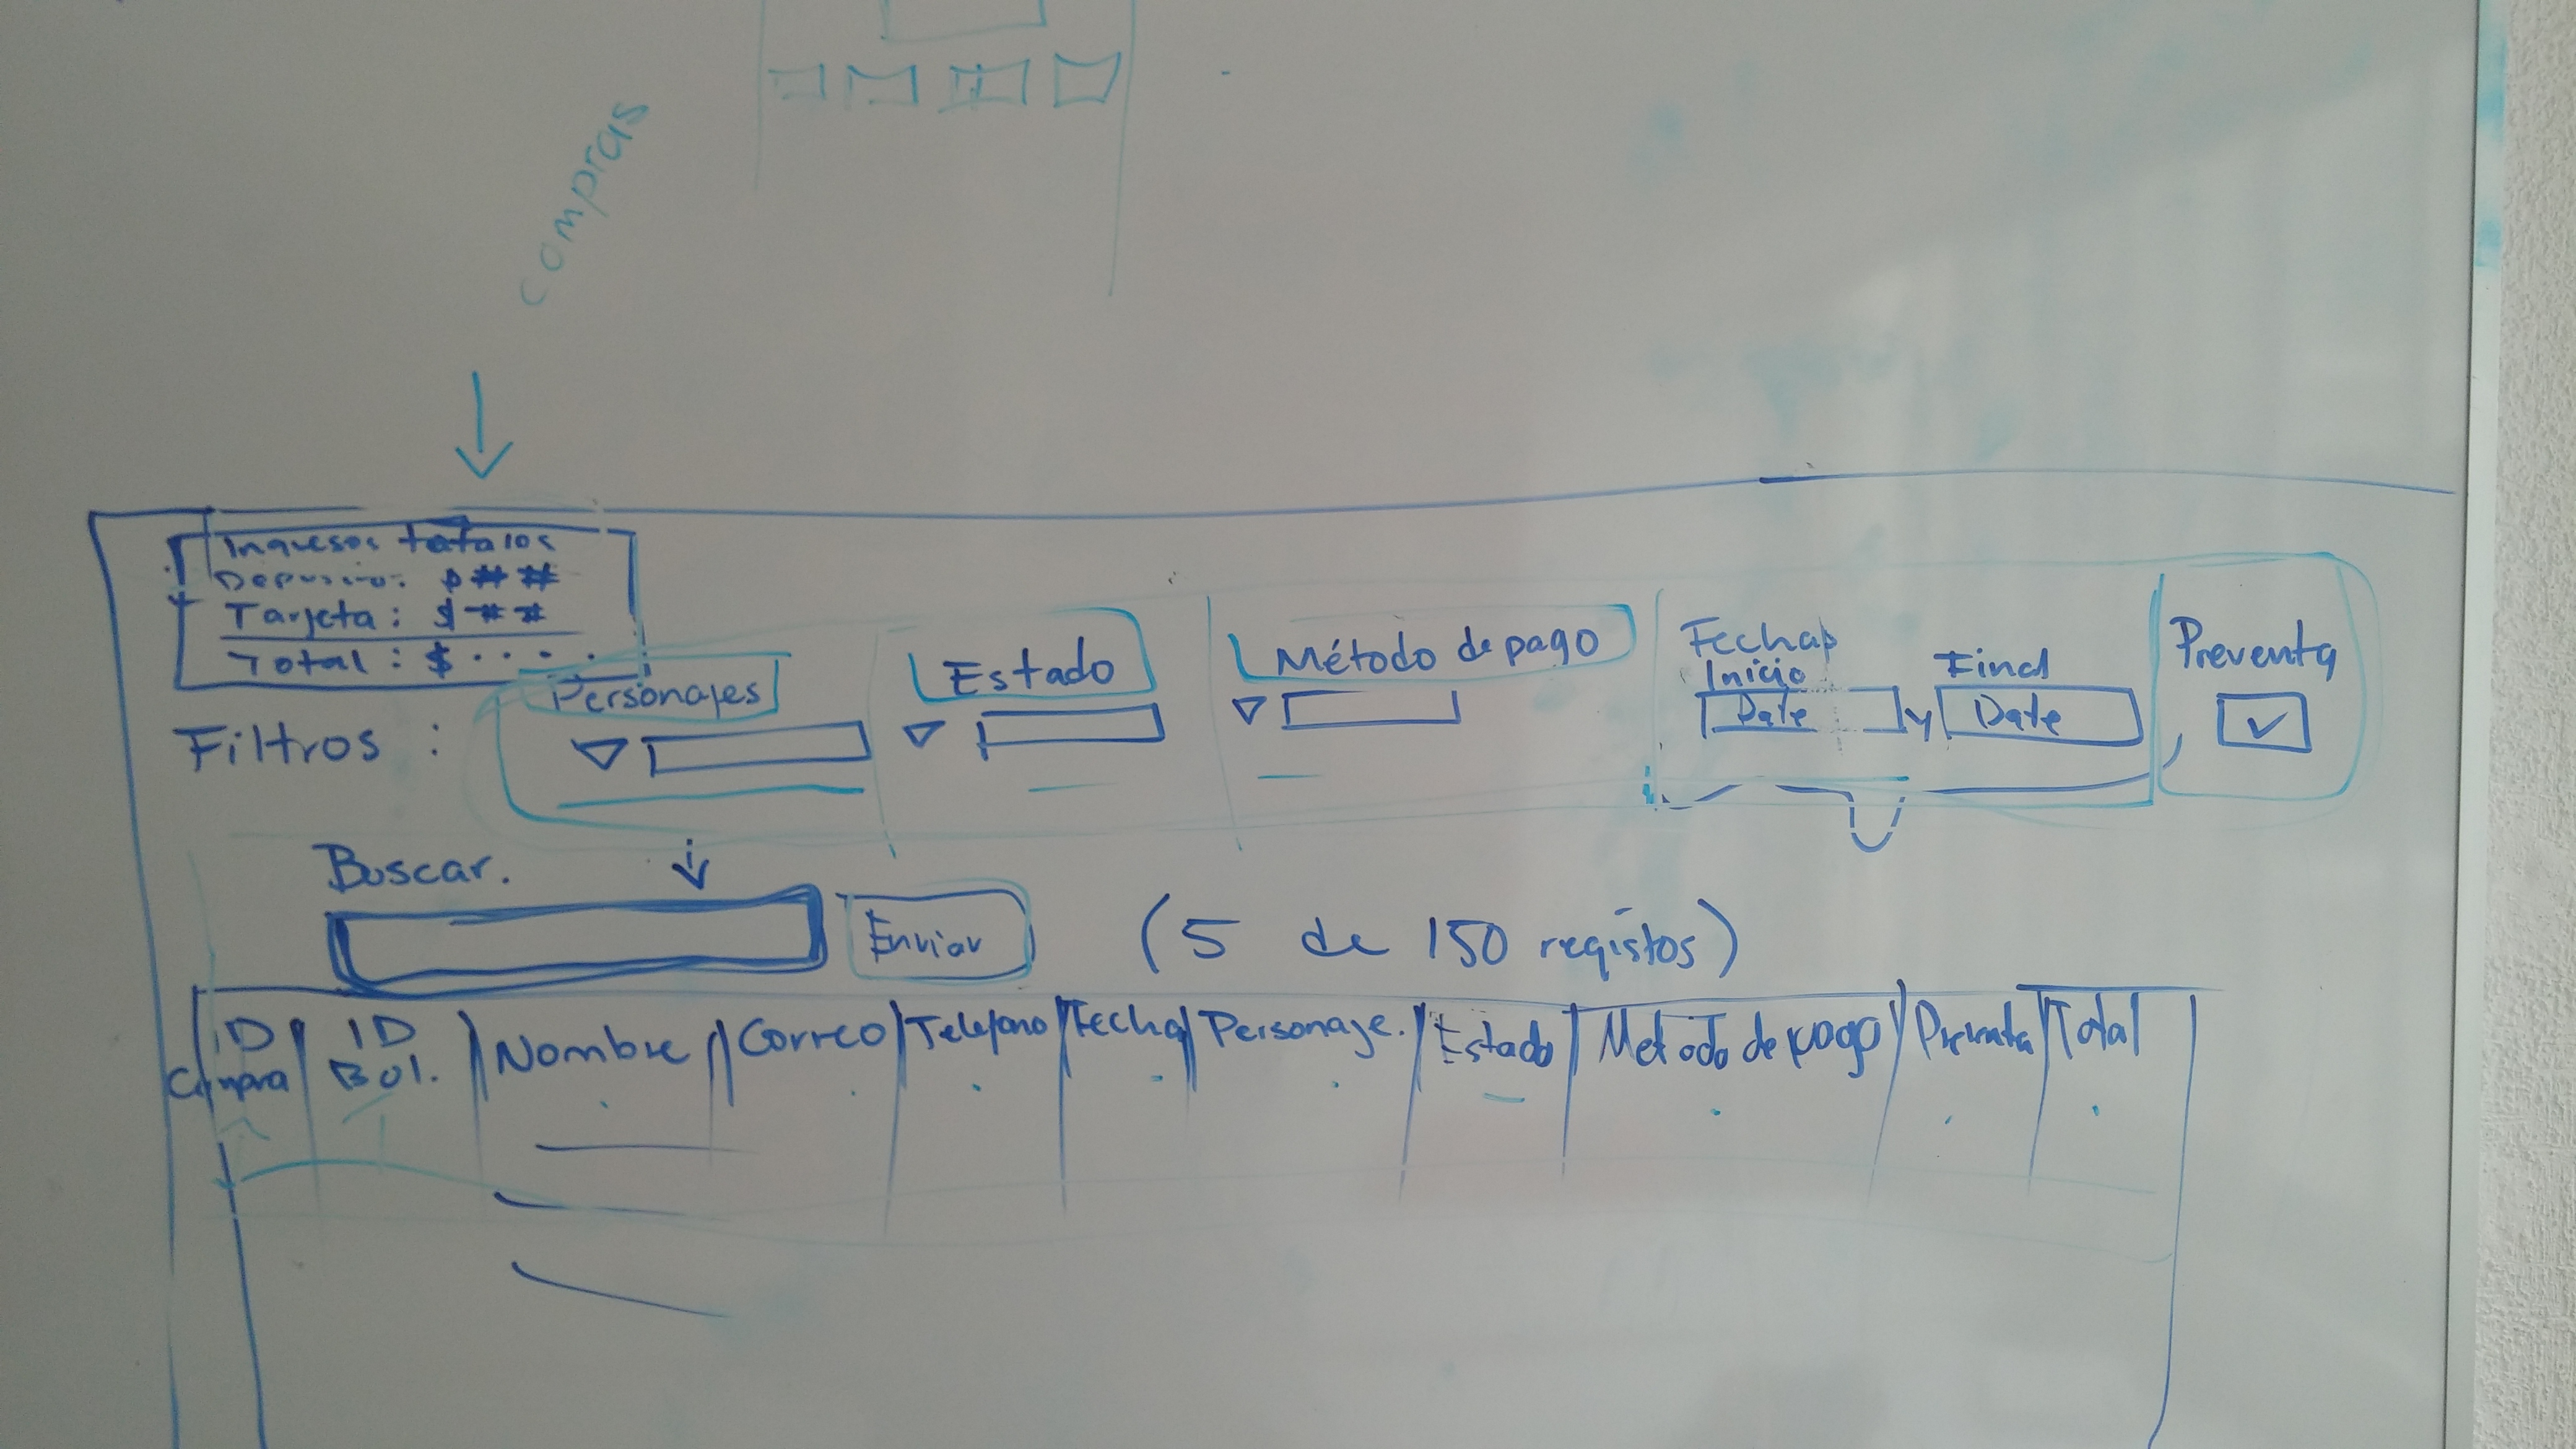 compras
Ingresos totales
Deposito: $ # #
Tarjeta: $ # #
Total: $ . . . .
Filtros :
Personajes
Estado
Método de pago
Fechas
Inicio
Final
Date y Date
Preventa
Buscar.
Enviar
(5 de 150 registos)
ID Compra
ID Bol.
Nombre
Correo
Telefono
Fecha
Personaje.
Estado
Metodo de pago
Preventa
Total